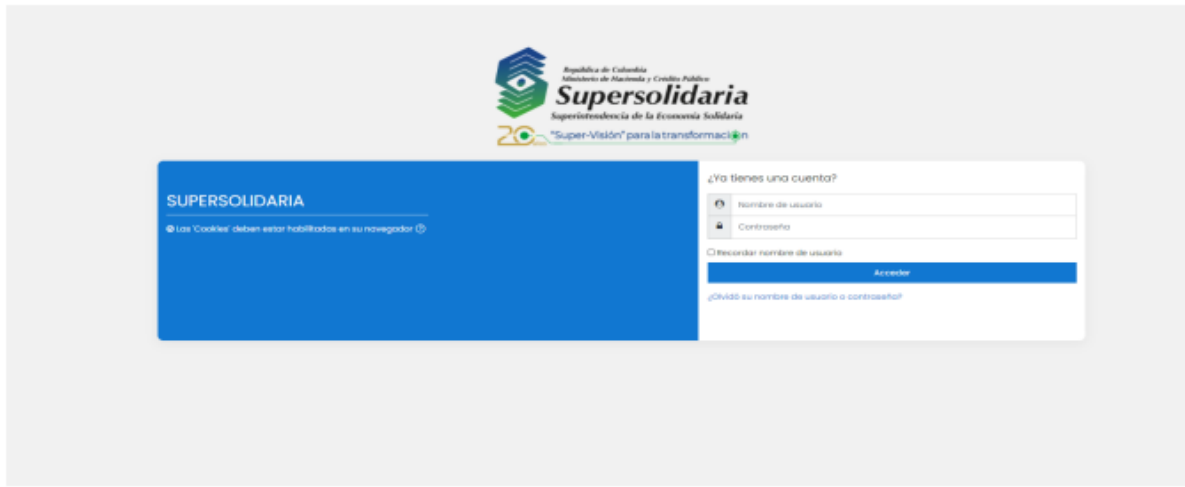 República de Colombia
Ministerio de Hacienda y Crédito Público
Supersolidaria
Superintendencia de la Economía Solidaria
20 "Super-Visión" para la transformación
SUPERSOLIDARIA
Las 'Cookies' deben estar habilitadas en su navegador
¿Ya tienes una cuenta?
Nombre de usuario
Contraseña
Recordar nombre de usuario
Acceder
¿Olvidó su nombre de usuario o contraseña?